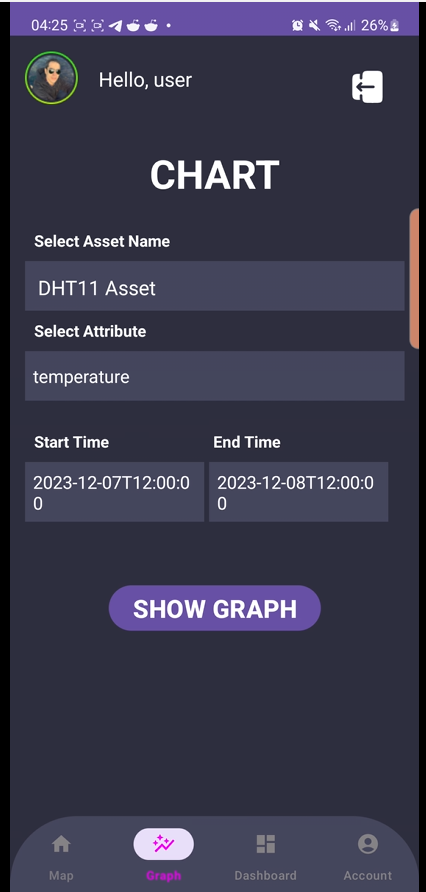 04:25
26%
Hello, user
CHART
Select Asset Name
DHT11 Asset
Select Attribute
temperature
Start Time
End Time
2023-12-07T12:00:0
0
2023-12-08T12:00:0
0
SHOW GRAPH
Map
Graph
Dashboard
Account